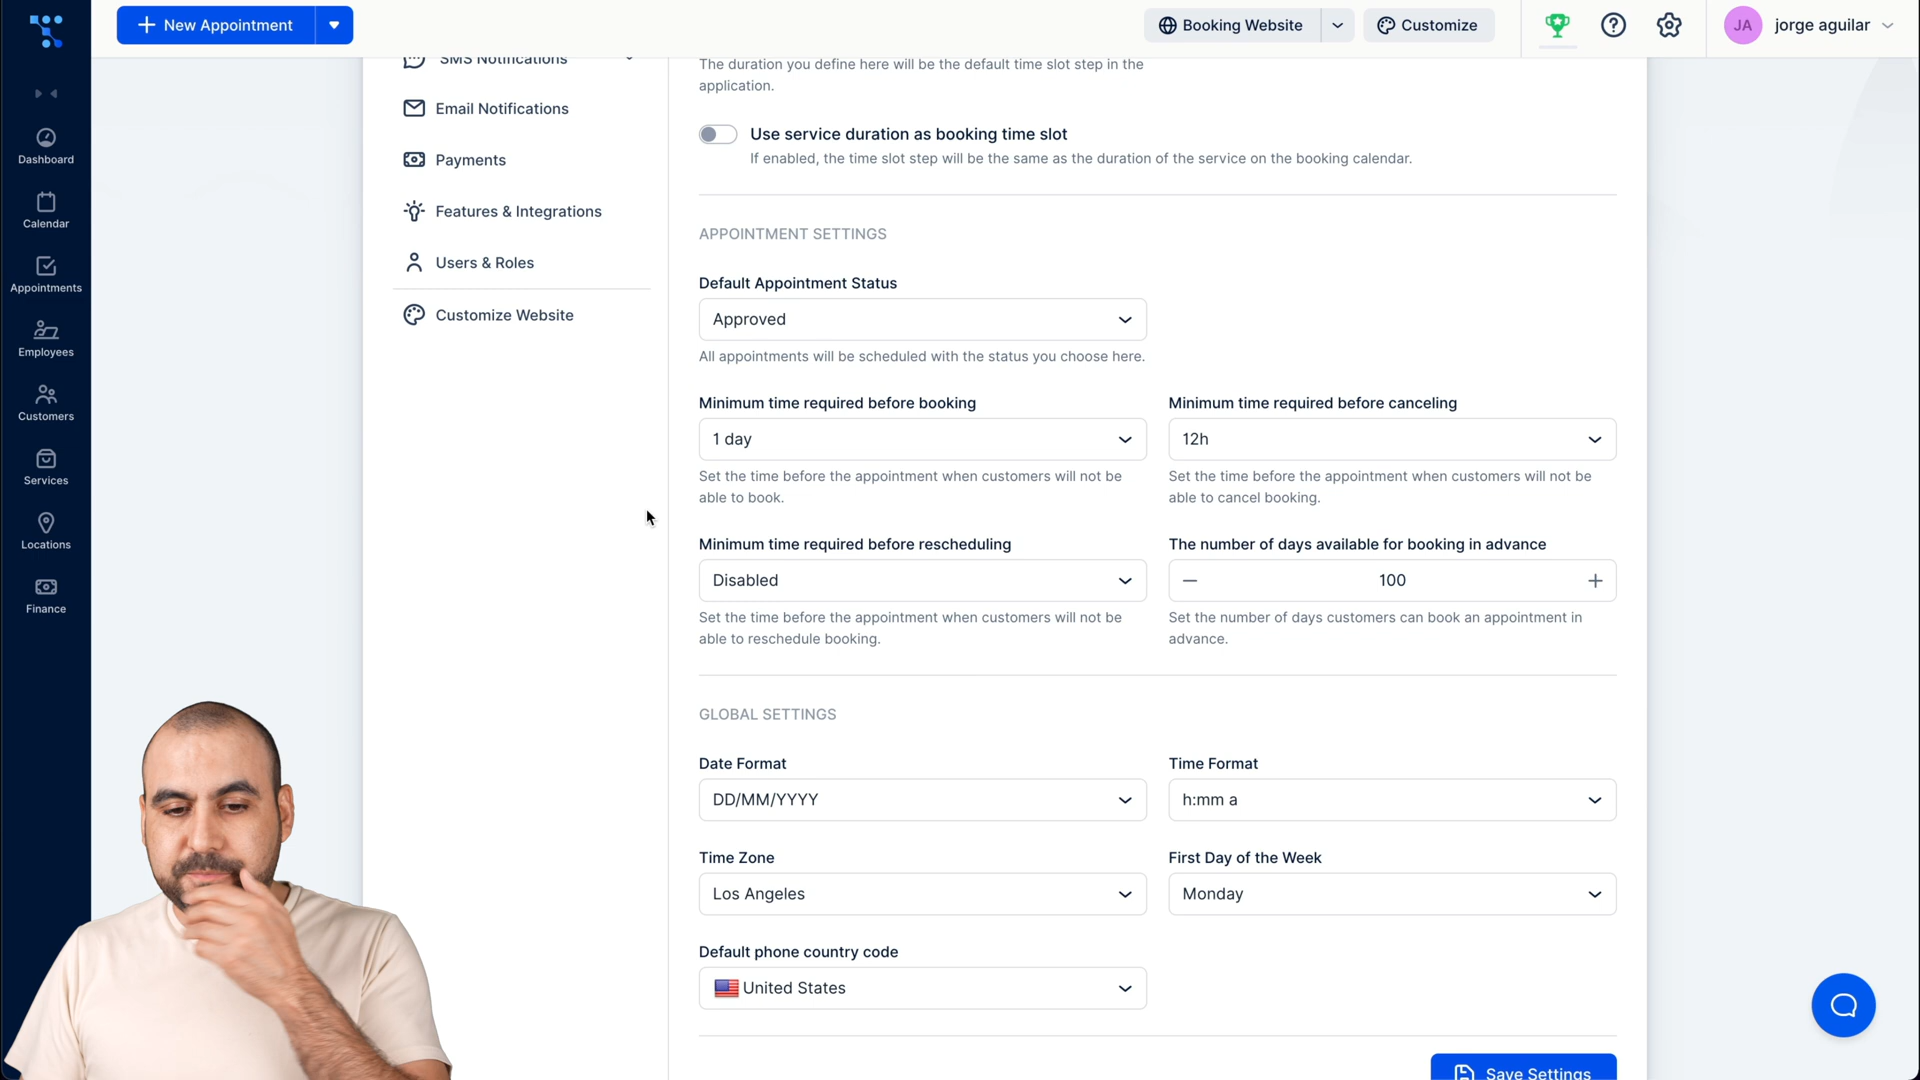 New Appointment
Booking Website
Customize
JA
jorge aguilar
Dashboard
Calendar
Appointments
Employees
Customers
Services
Locations
Finance
SMS Notifications
Email Notifications
Payments
Features & Integrations
Users & Roles
Customize Website
The duration you define here will be the default time slot step in the
application.
Use service duration as booking time slot
If enabled, the time slot step will be the same as the duration of the service on the booking calendar.
APPOINTMENT SETTINGS
Default Appointment Status
Approved
All appointments will be scheduled with the status you choose here.
Minimum time required before booking
1 day
Set the time before the appointment when customers will not be
able to book.
Minimum time required before canceling
12h
Set the time before the appointment when customers will not be
able to cancel booking.
Minimum time required before rescheduling
Disabled
Set the time before the appointment when customers will not be
able to reschedule booking.
The number of days available for booking in advance
100
Set the number of days customers can book an appointment in
advance.
GLOBAL SETTINGS
Date Format
DD/MM/YYYY
Time Format
h:mm a
Time Zone
Los Angeles
First Day of the Week
Monday
Default phone country code
United States
Save Settings